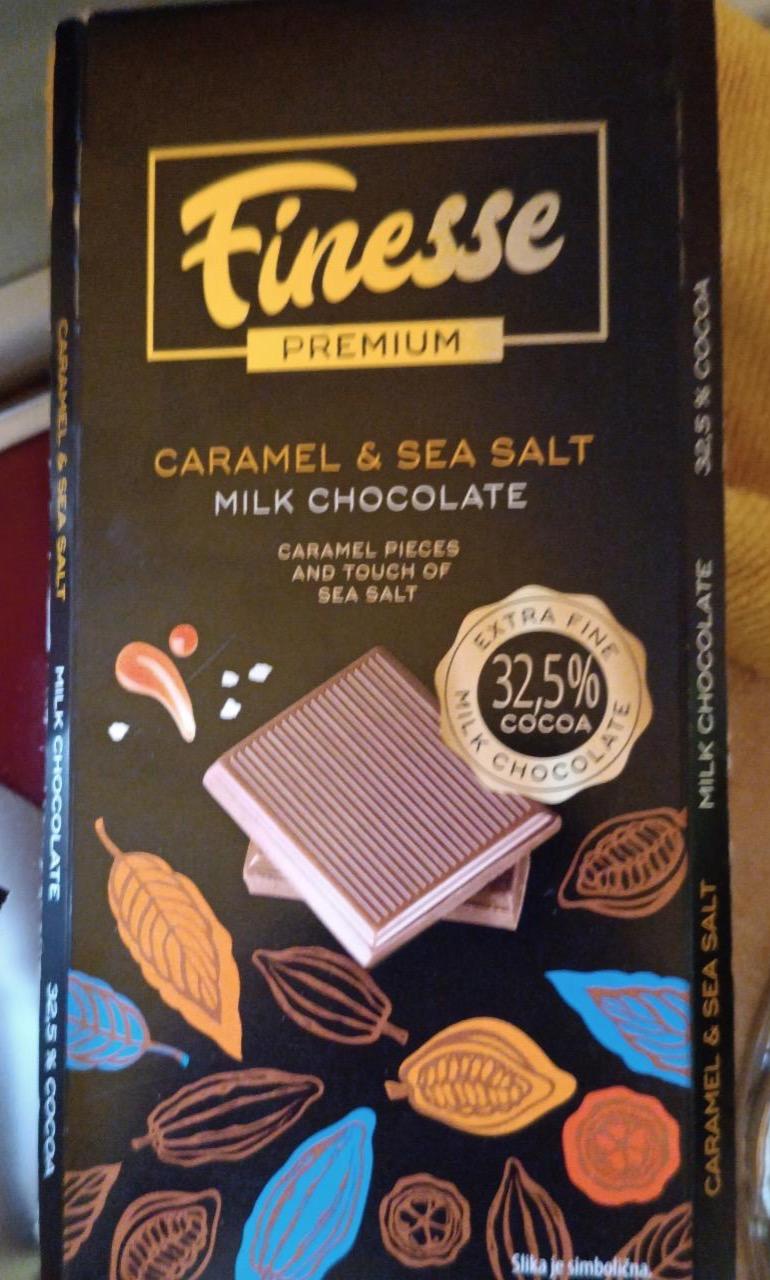 Finesse
PREMIUM
CARAMEL & SEA SALT
MILK CHOCOLATE
CARAMEL PIECES
AND TOUCH OF
SEA SALT
EXTRA FINE
32,5%
COCOA
MILK CHOCOLATE
Slika je simbolična.
CARAMEL & SEA SALT MILK CHOCOLATE 32,5 % COCOA
CARAMEL & SEA SALT MILK CHOCOLATE 32,5 % COCOA